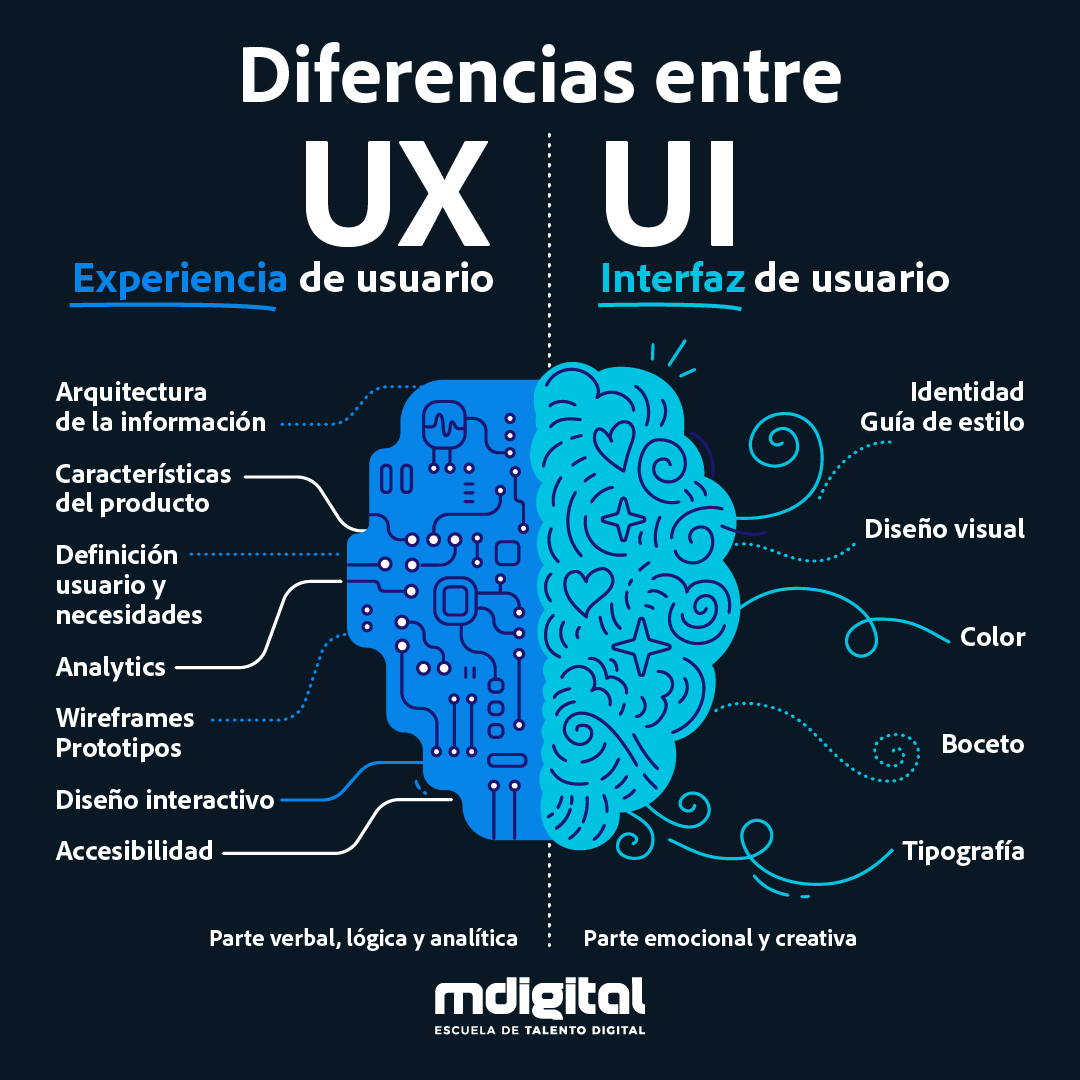 Diferencias entre
UX
Experiencia de usuario
Arquitectura
de la información
Características
del producto
Definición
usuario y
necesidades
Analytics
Wireframes
Prototipos
Diseño interactivo
Accesibilidad
Parte verbal, lógica y analítica
UI
Interfaz de usuario
Identidad
Guía de estilo
Diseño visual
Color
Boceto
Tipografía
Parte emocional y creativa
mdigital
ESCUELA DE TALENTO DIGITAL